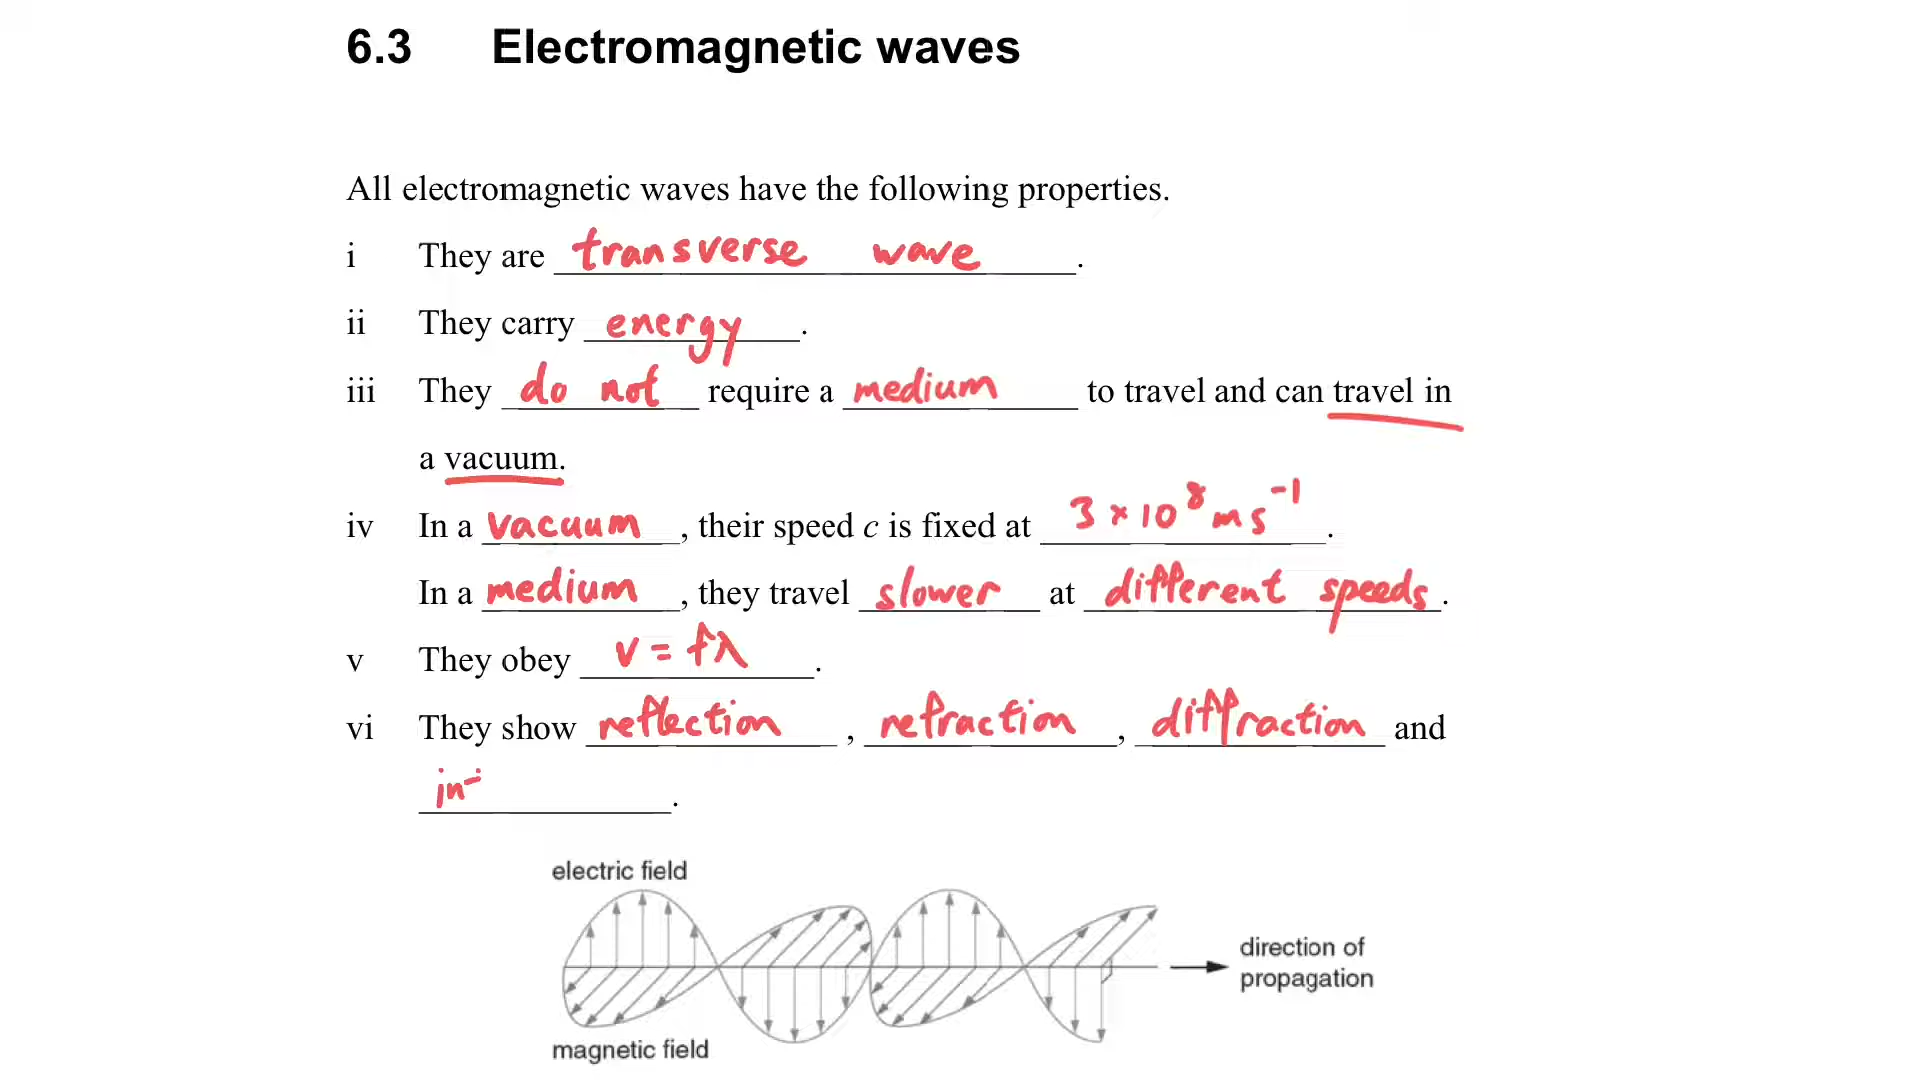 6.3 Electromagnetic waves
All electromagnetic waves have the following properties.
i They are transverse wave.
ii They carry energy.
iii They do not require a medium to travel and can travel in
a vacuum.
iv In a vacuum, their speed c is fixed at 3 × 10⁸ m s⁻¹.
In a medium, they travel slower at different speeds.
v They obey v = fλ.
vi They show reflection, refraction, diffraction and
in-.
electric field
direction of
propagation
magnetic field